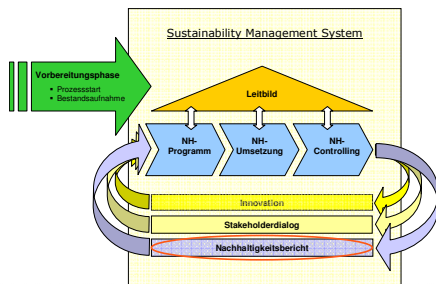 Sustainability Management System
Vorbereitungsphase
• Prozessstart
• Bestandsaufnahme
Leitbild
NH-
Programm
NH-
Umsetzung
NH-
Controlling
Innovation
Stakeholderdialog
Nachhaltigkeitsbericht